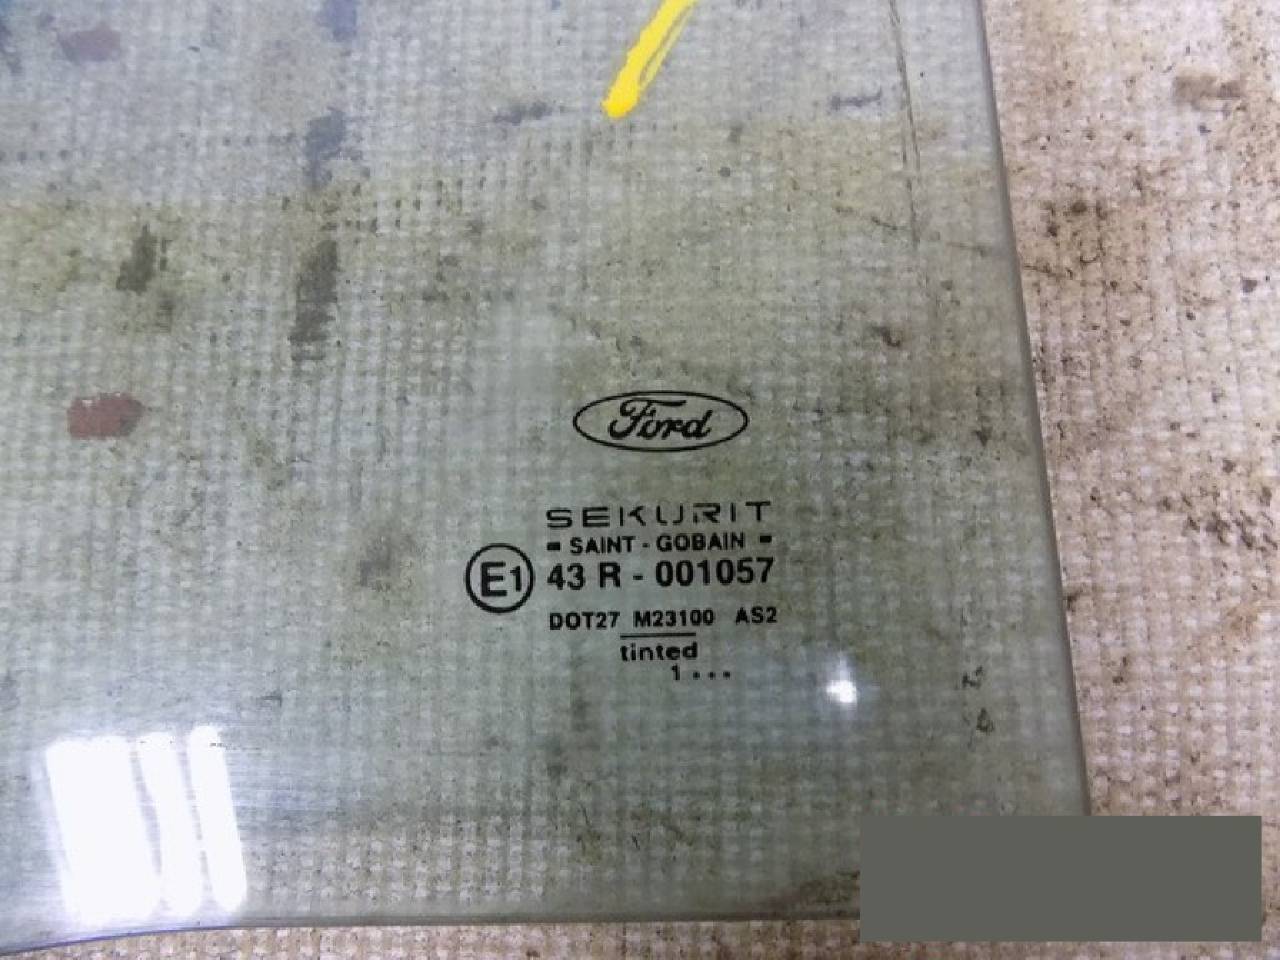 Ford
SEKURIT
SAINT - GOBAIN
E1 43 R - 001057
DOT27 M23100 AS2
tinted
1 •••